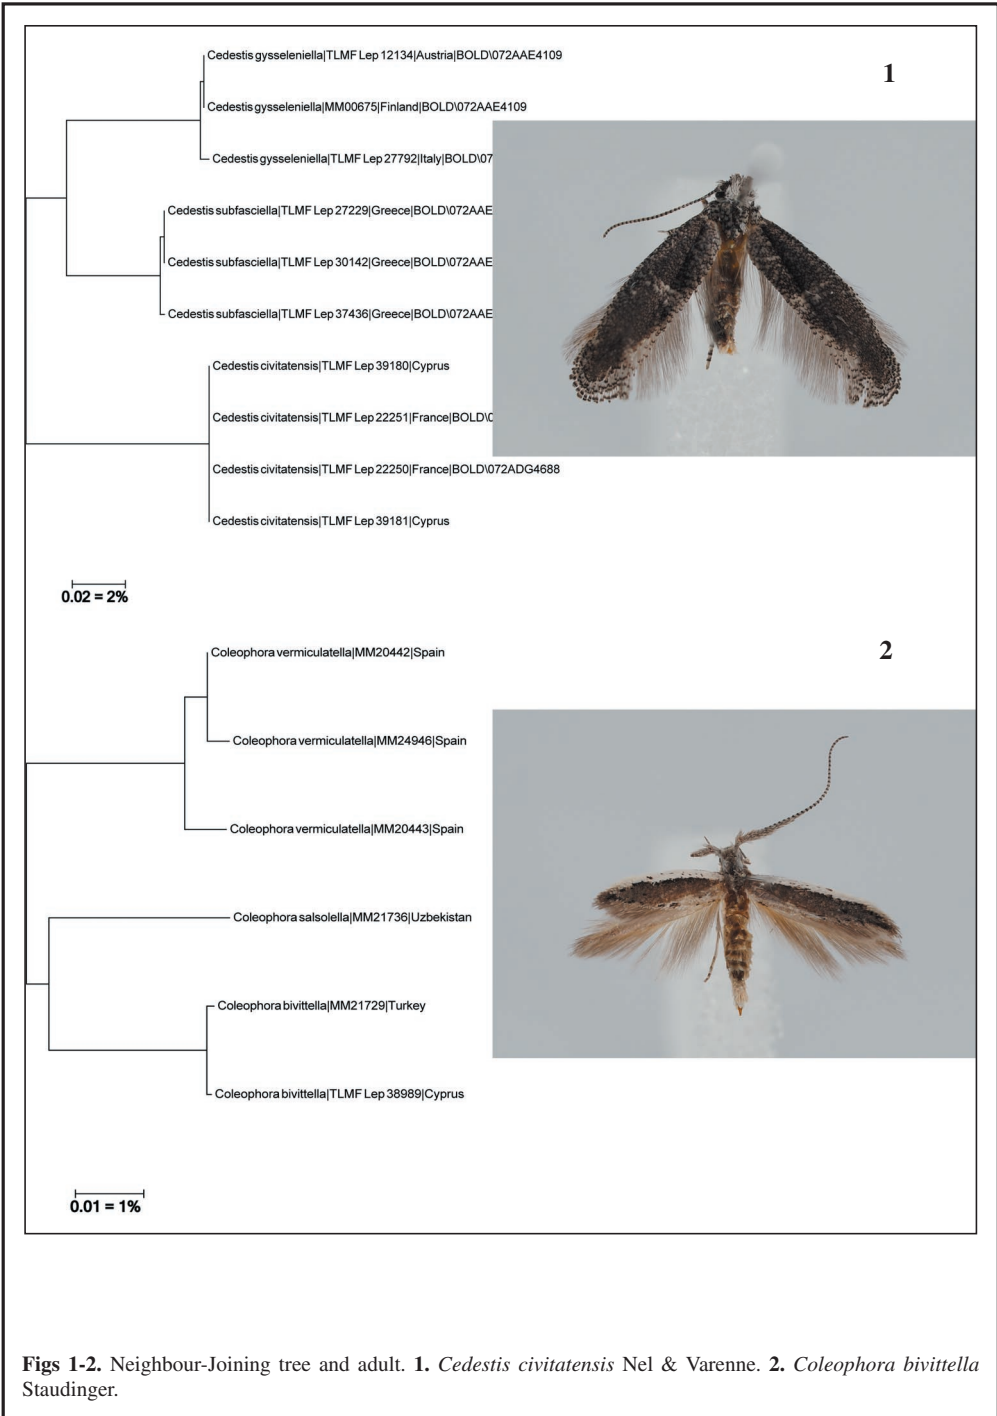 Cedestis gysseleniella|TLMF Lep 12134|Austria|BOLD\072AAE4109
1
Cedestis gysseleniella|MM00675|Finland|BOLD\072AAE4109
Cedestis gysseleniella|TLMF Lep 27792|Italy|BOLD\07
Cedestis subfasciella|TLMF Lep 27229|Greece|BOLD\072AAE
Cedestis subfasciella|TLMF Lep 30142|Greece|BOLD\072AAE
Cedestis subfasciella|TLMF Lep 37436|Greece|BOLD\072AAE
Cedestis civitatensis|TLMF Lep 39180|Cyprus
Cedestis civitatensis|TLMF Lep 22251|France|BOLD\0
Cedestis civitatensis|TLMF Lep 22250|France|BOLD\072ADG4688
Cedestis civitatensis|TLMF Lep 39181|Cyprus
0.02 = 2%
2
Coleophora vermiculatella|MM20442|Spain
Coleophora vermiculatella|MM24946|Spain
Coleophora vermiculatella|MM20443|Spain
Coleophora salsolella|MM21736|Uzbekistan
Coleophora bivittella|MM21729|Turkey
Coleophora bivittella|TLMF Lep 38989|Cyprus
0.01 = 1%
Figs 1-2. Neighbour-Joining tree and adult. 1. Cedestis civitatensis Nel & Varenne. 2. Coleophora bivittella
Staudinger.